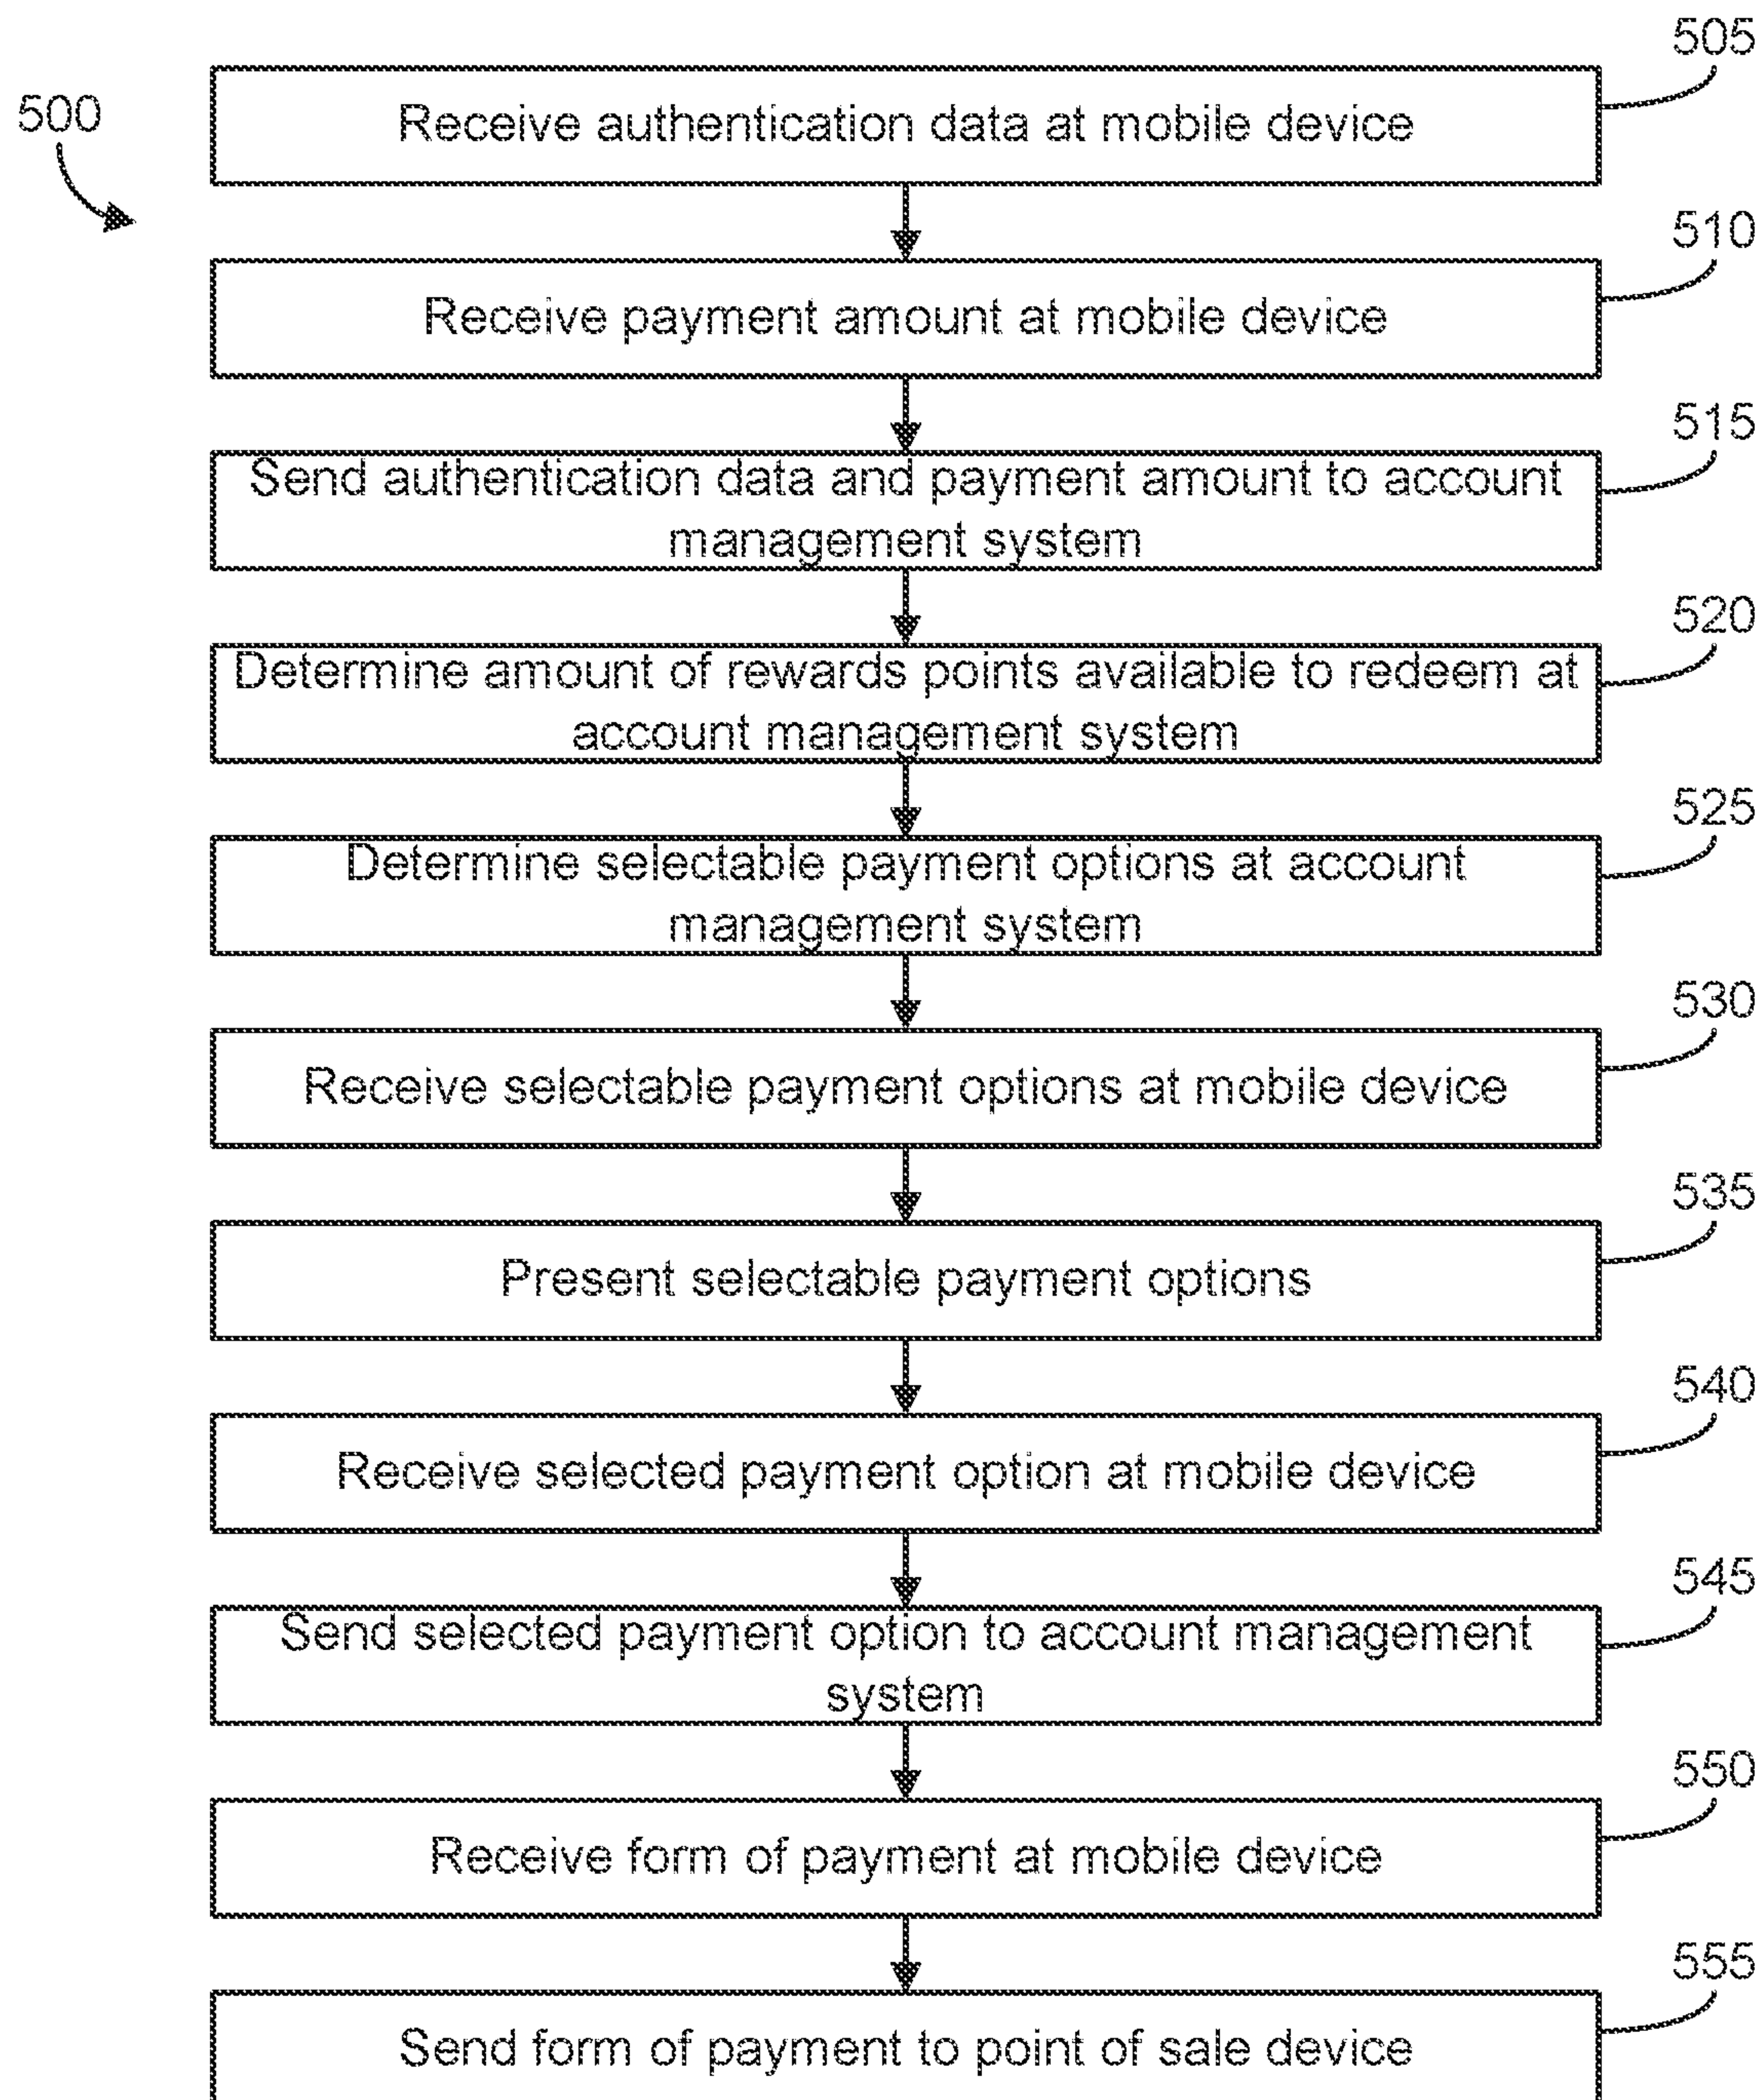 505
500
Receive authentication data at mobile device
510
Receive payment amount at mobile device
515
Send authentication data and payment amount to account
management system
520
Determine amount of rewards points available to redeem at
account management system
525
Determine selectable payment options at account
management system
530
Receive selectable payment options at mobile device
535
Present selectable payment options
540
Receive selected payment option at mobile device
545
Send selected payment option to account management
system
550
Receive form of payment at mobile device
555
Send form of payment to point of sale device